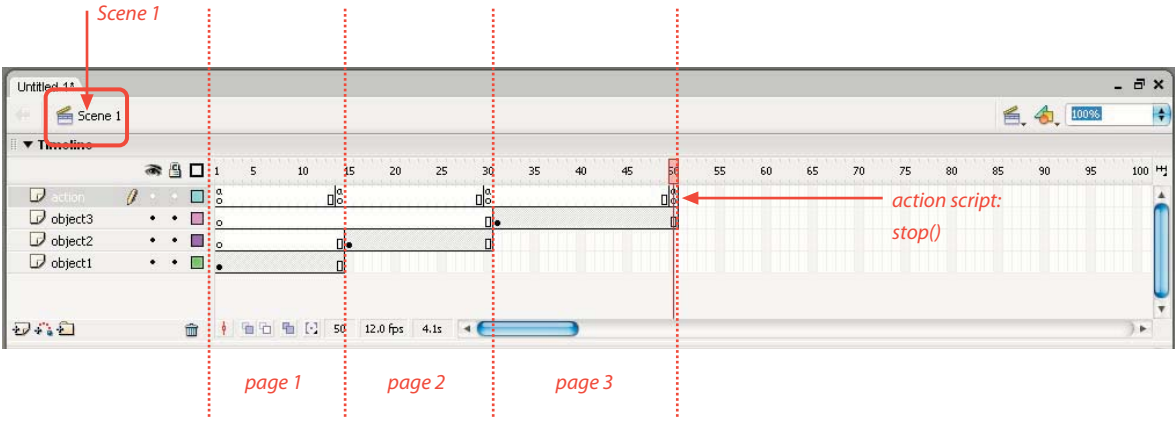 Scene 1
Untitled-1*
Scene 1
100%
Timeline
1 5 10 15 20 25 30 35 40 45 50 55 60 65 70 75 80 85 90 95 100
action
object3
object2
object1
action script:
stop()
50 12.0 fps 4.1s
page 1 page 2 page 3